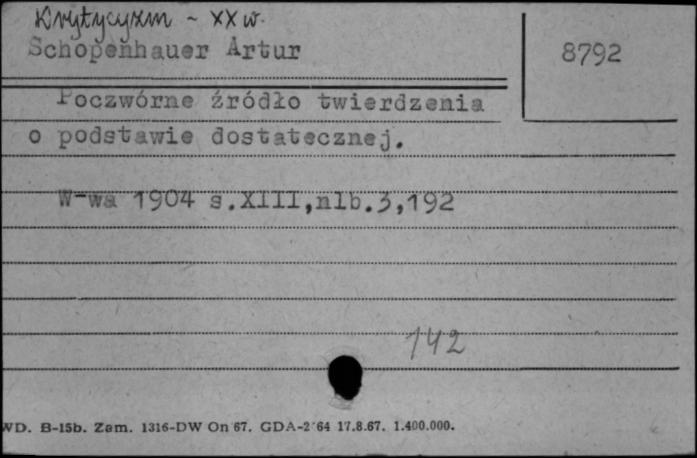 Krytycyzm ~ XX w.
Schopenhauer Artur
8792
Poczwórne źródło twierdzenia
o podstawie dostatecznej.
W-wa 1904 s.XIII,nlb.3,192
142
WD. B-15b. Zam. 1316-DW On 67. GDA-2 64 17.8.67. 1.400.000.